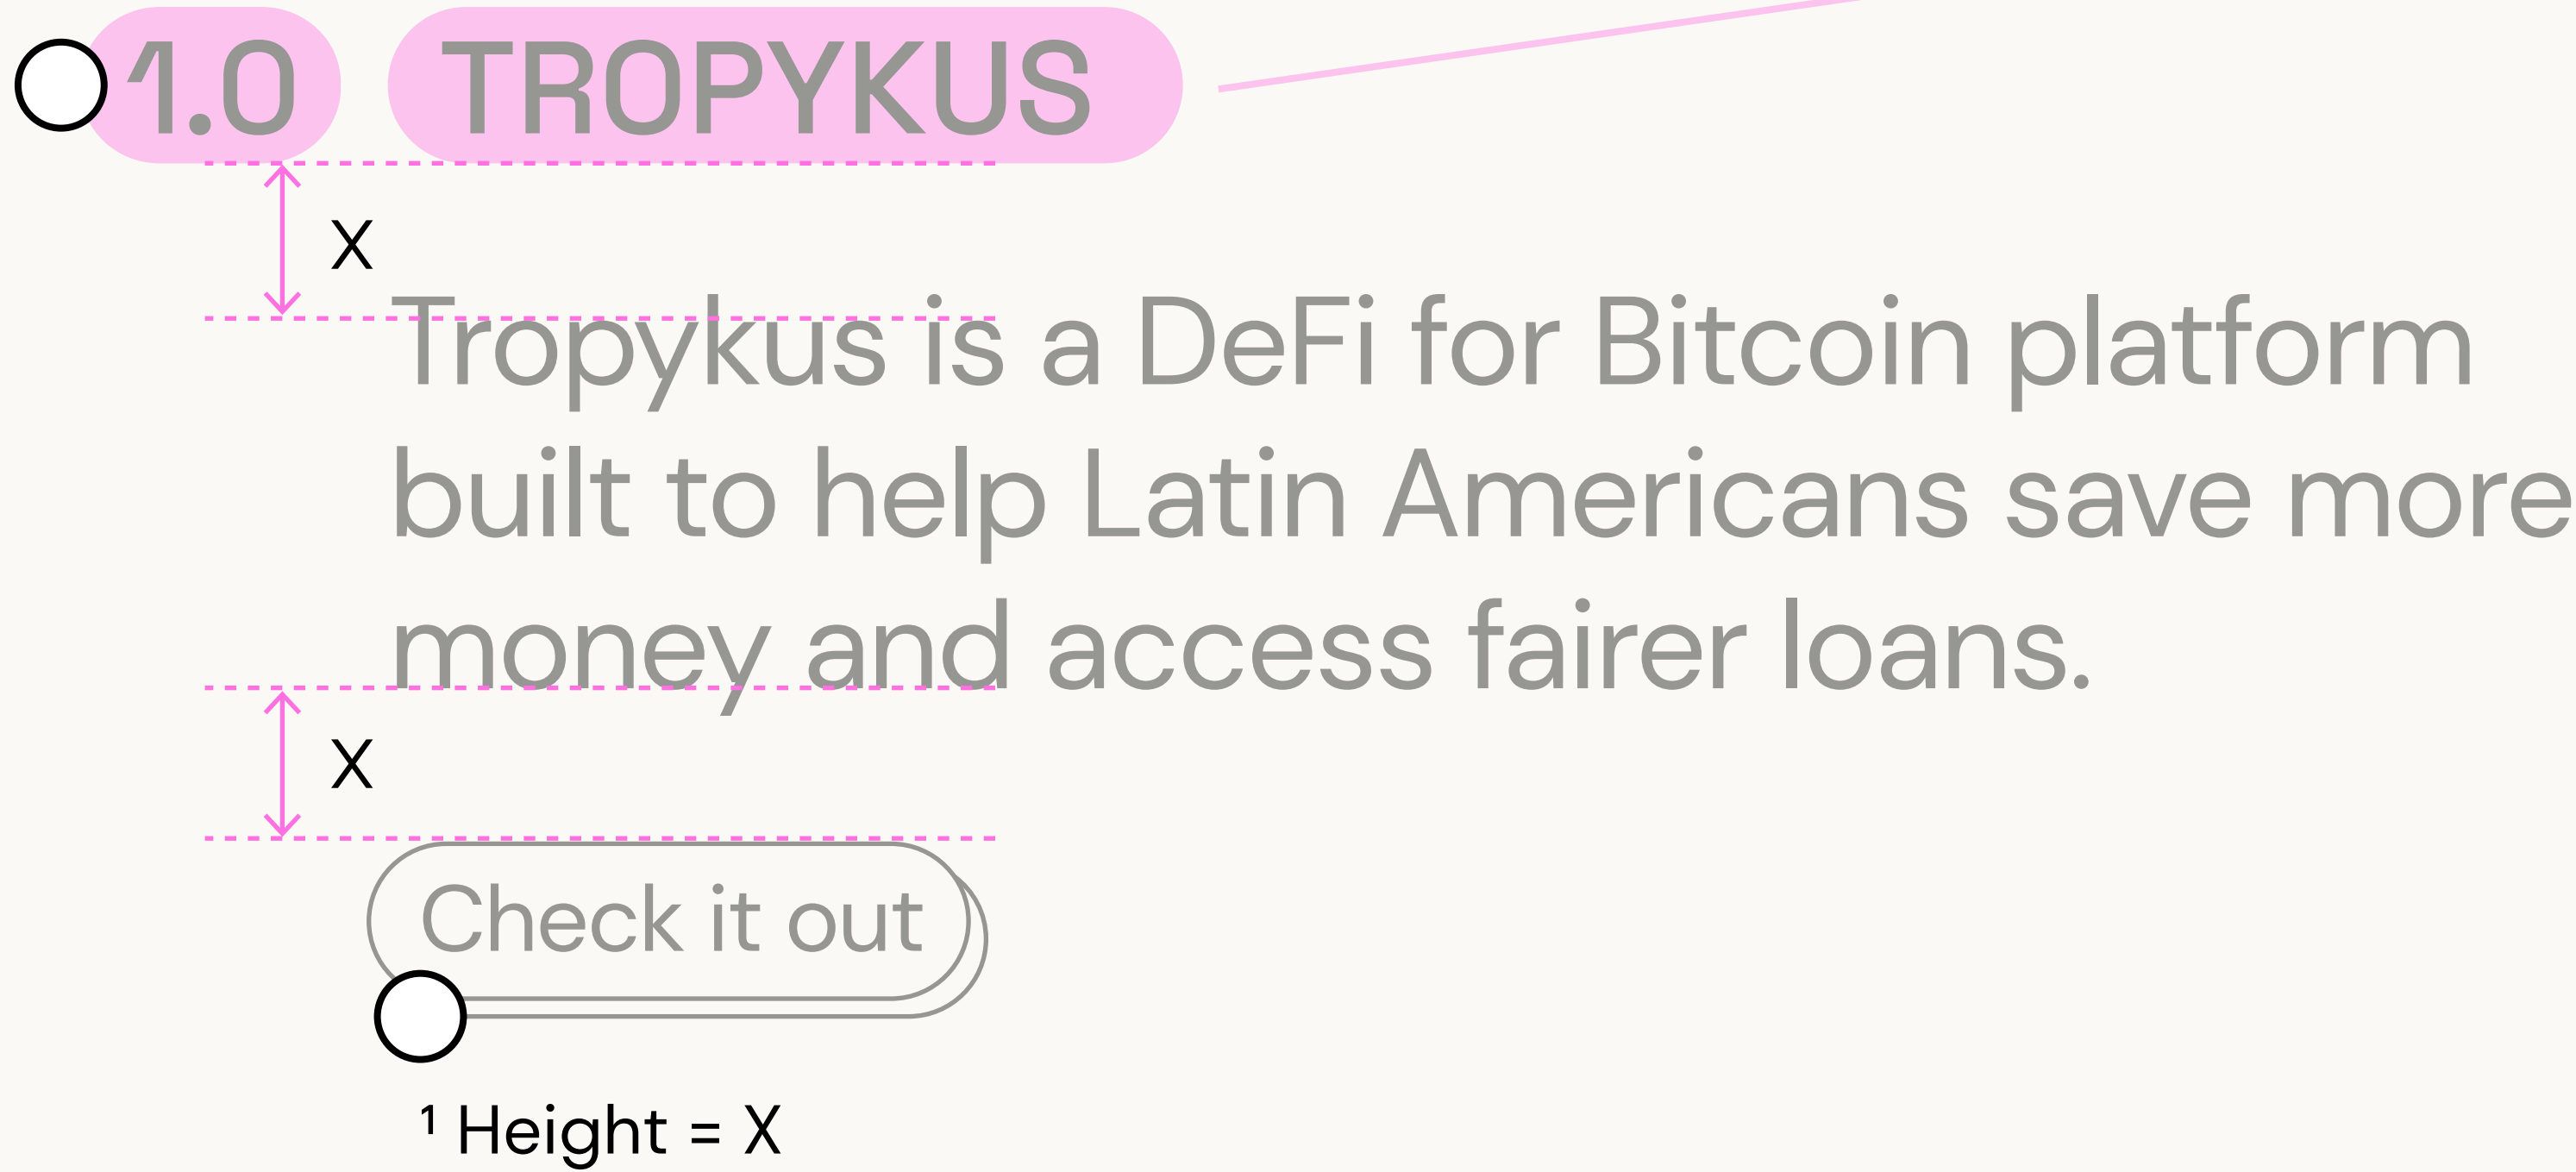 1.0 TROPYKUS
X
Tropykus is a DeFi for Bitcoin platform
built to help Latin Americans save more
money and access fairer loans.
X
Check it out
¹ Height = X